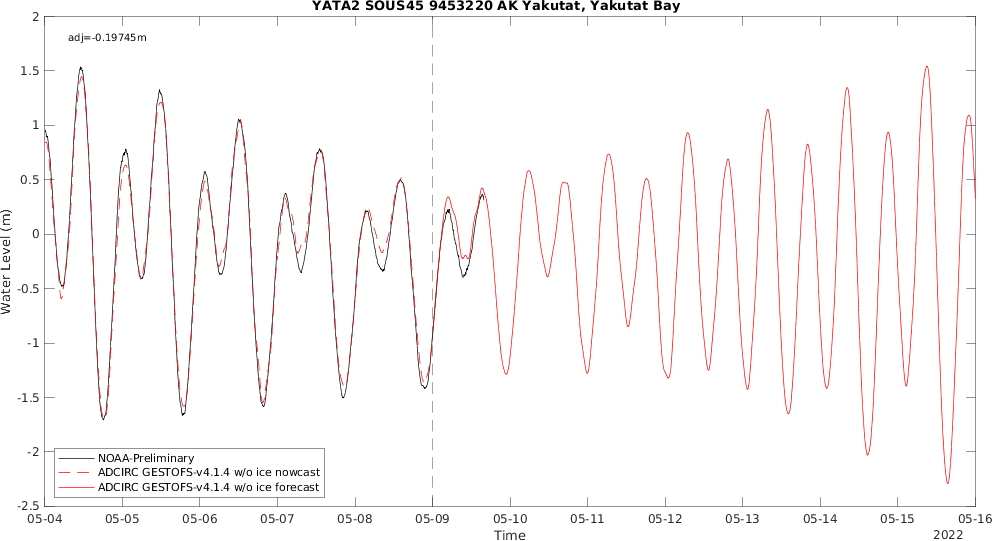 YATA2 SOUS45 9453220 AK Yakutat, Yakutat Bay
adj=-0.19745m
2
1.5
1
0.5
0
-0.5
-1
-1.5
-2
-2.5
Water Level (m)
NOAA-Preliminary
ADCIRC GESTOFS-v4.1.4 w/o ice nowcast
ADCIRC GESTOFS-v4.1.4 w/o ice forecast
05-04 05-05 05-06 05-07 05-08 05-09 05-10 05-11 05-12 05-13 05-14 05-15 05-16
Time
2022